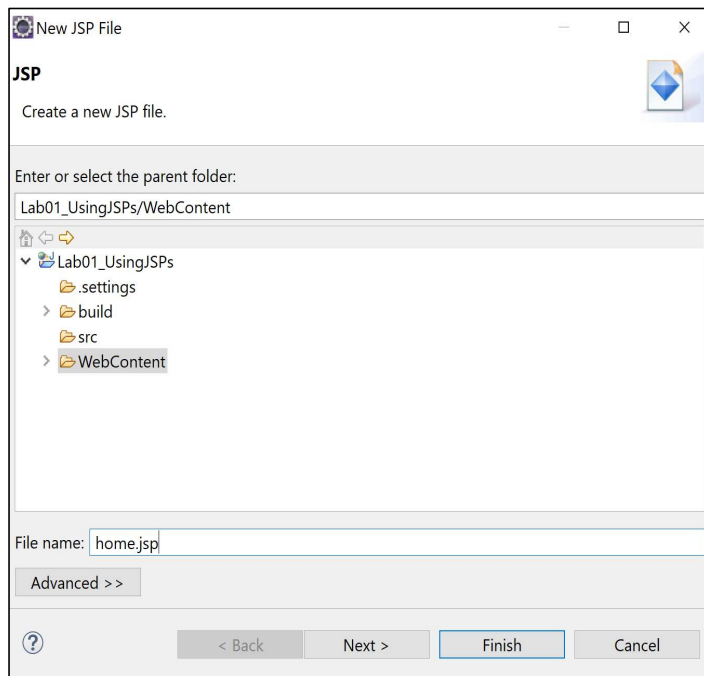 New JSP File
JSP
Create a new JSP file.
Enter or select the parent folder:
Lab01_UsingJSPs/WebContent
Lab01_UsingJSPs
.settings
build
src
WebContent
File name: home.jsp
Advanced >>
? < Back Next > Finish Cancel